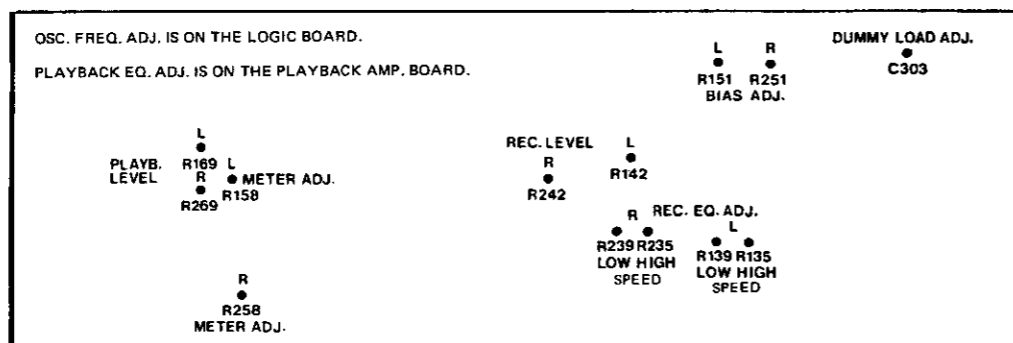 OSC. FREQ. ADJ. IS ON THE LOGIC BOARD.
PLAYBACK EQ. ADJ. IS ON THE PLAYBACK AMP. BOARD.
DUMMY LOAD ADJ.
C303
L R
R151 R251
BIAS ADJ.
L
PLAYB. R169 L
LEVEL R METER ADJ.
R269 R158
REC. LEVEL L
R R142
R242
R REC. EQ. ADJ.
L
R239 R235 R139 R135
LOW HIGH LOW HIGH
SPEED SPEED
R
R258
METER ADJ.